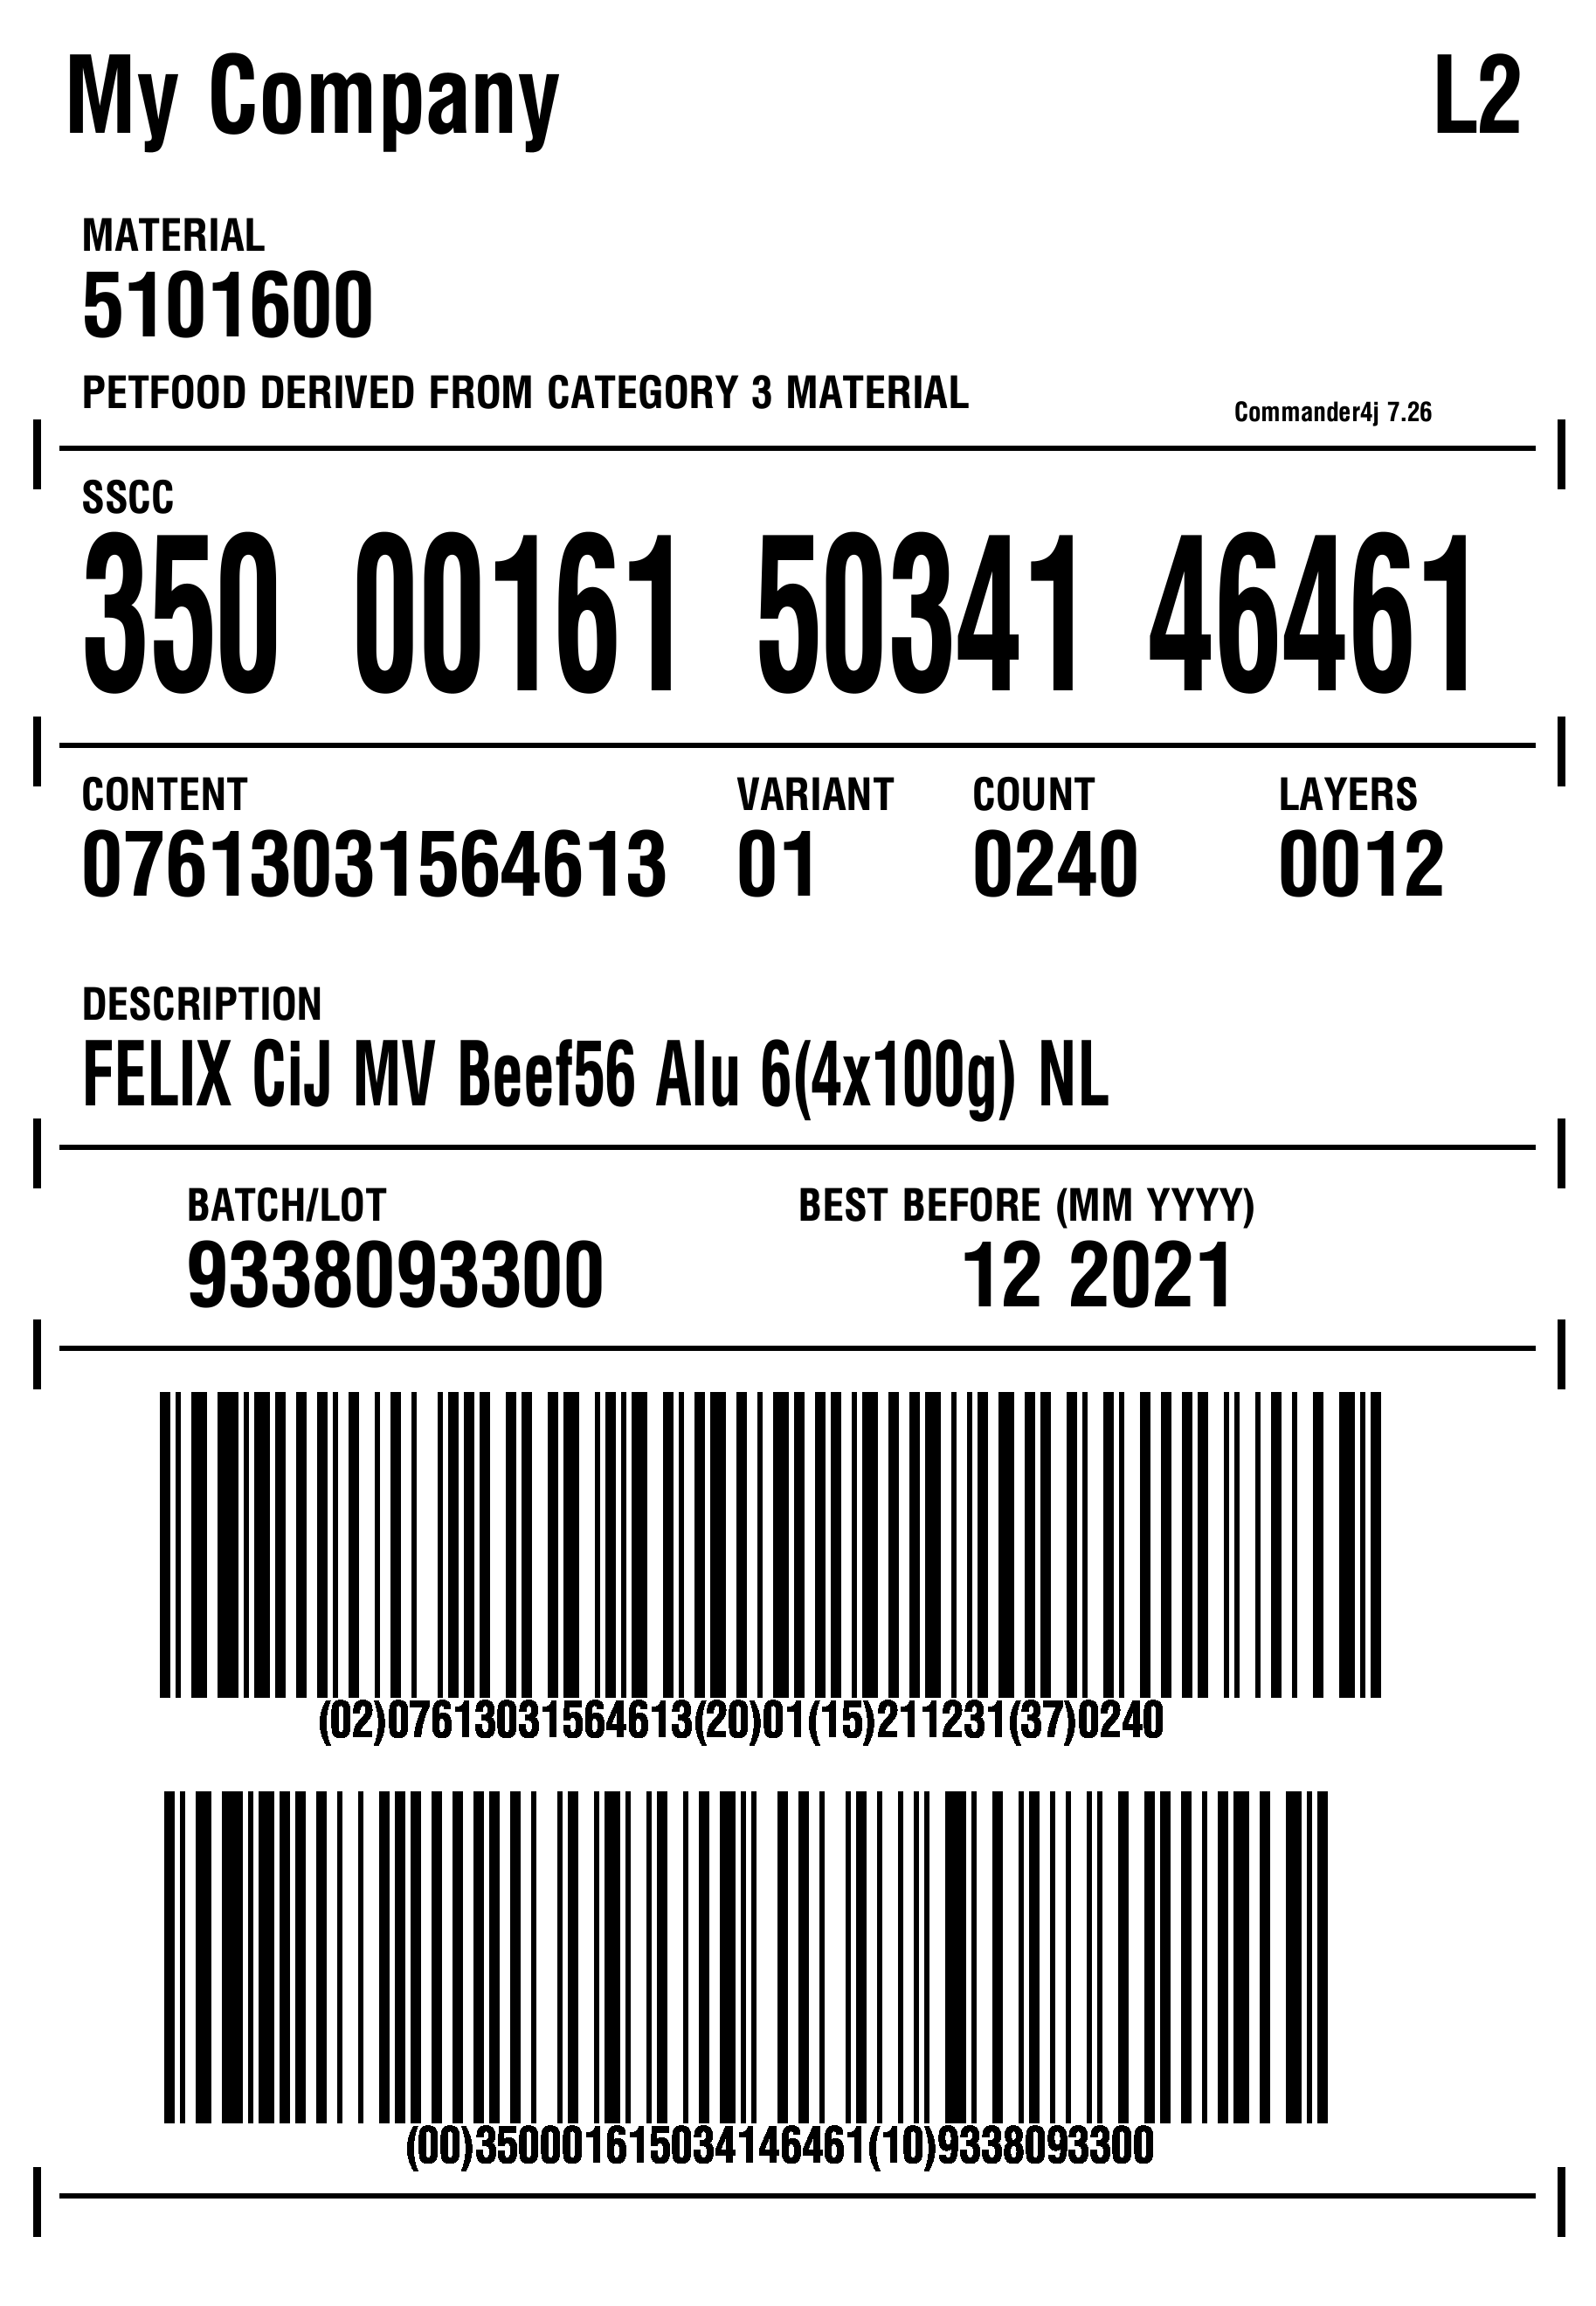 My Company L2
MATERIAL
5101600
PETFOOD DERIVED FROM CATEGORY 3 MATERIAL
Commander4j 7.26
SSCC
350 00161 50341 46461
CONTENT VARIANT COUNT LAYERS
07613031564613 01 0240 0012
DESCRIPTION
FELIX CiJ MV Beef56 Alu 6(4x100g) NL
BATCH/LOT BEST BEFORE (MM YYYY)
9338093300 12 2021
(02)07613031564613(20)01(15)211231(37)0240
(00)350001615034146461(10)9338093300